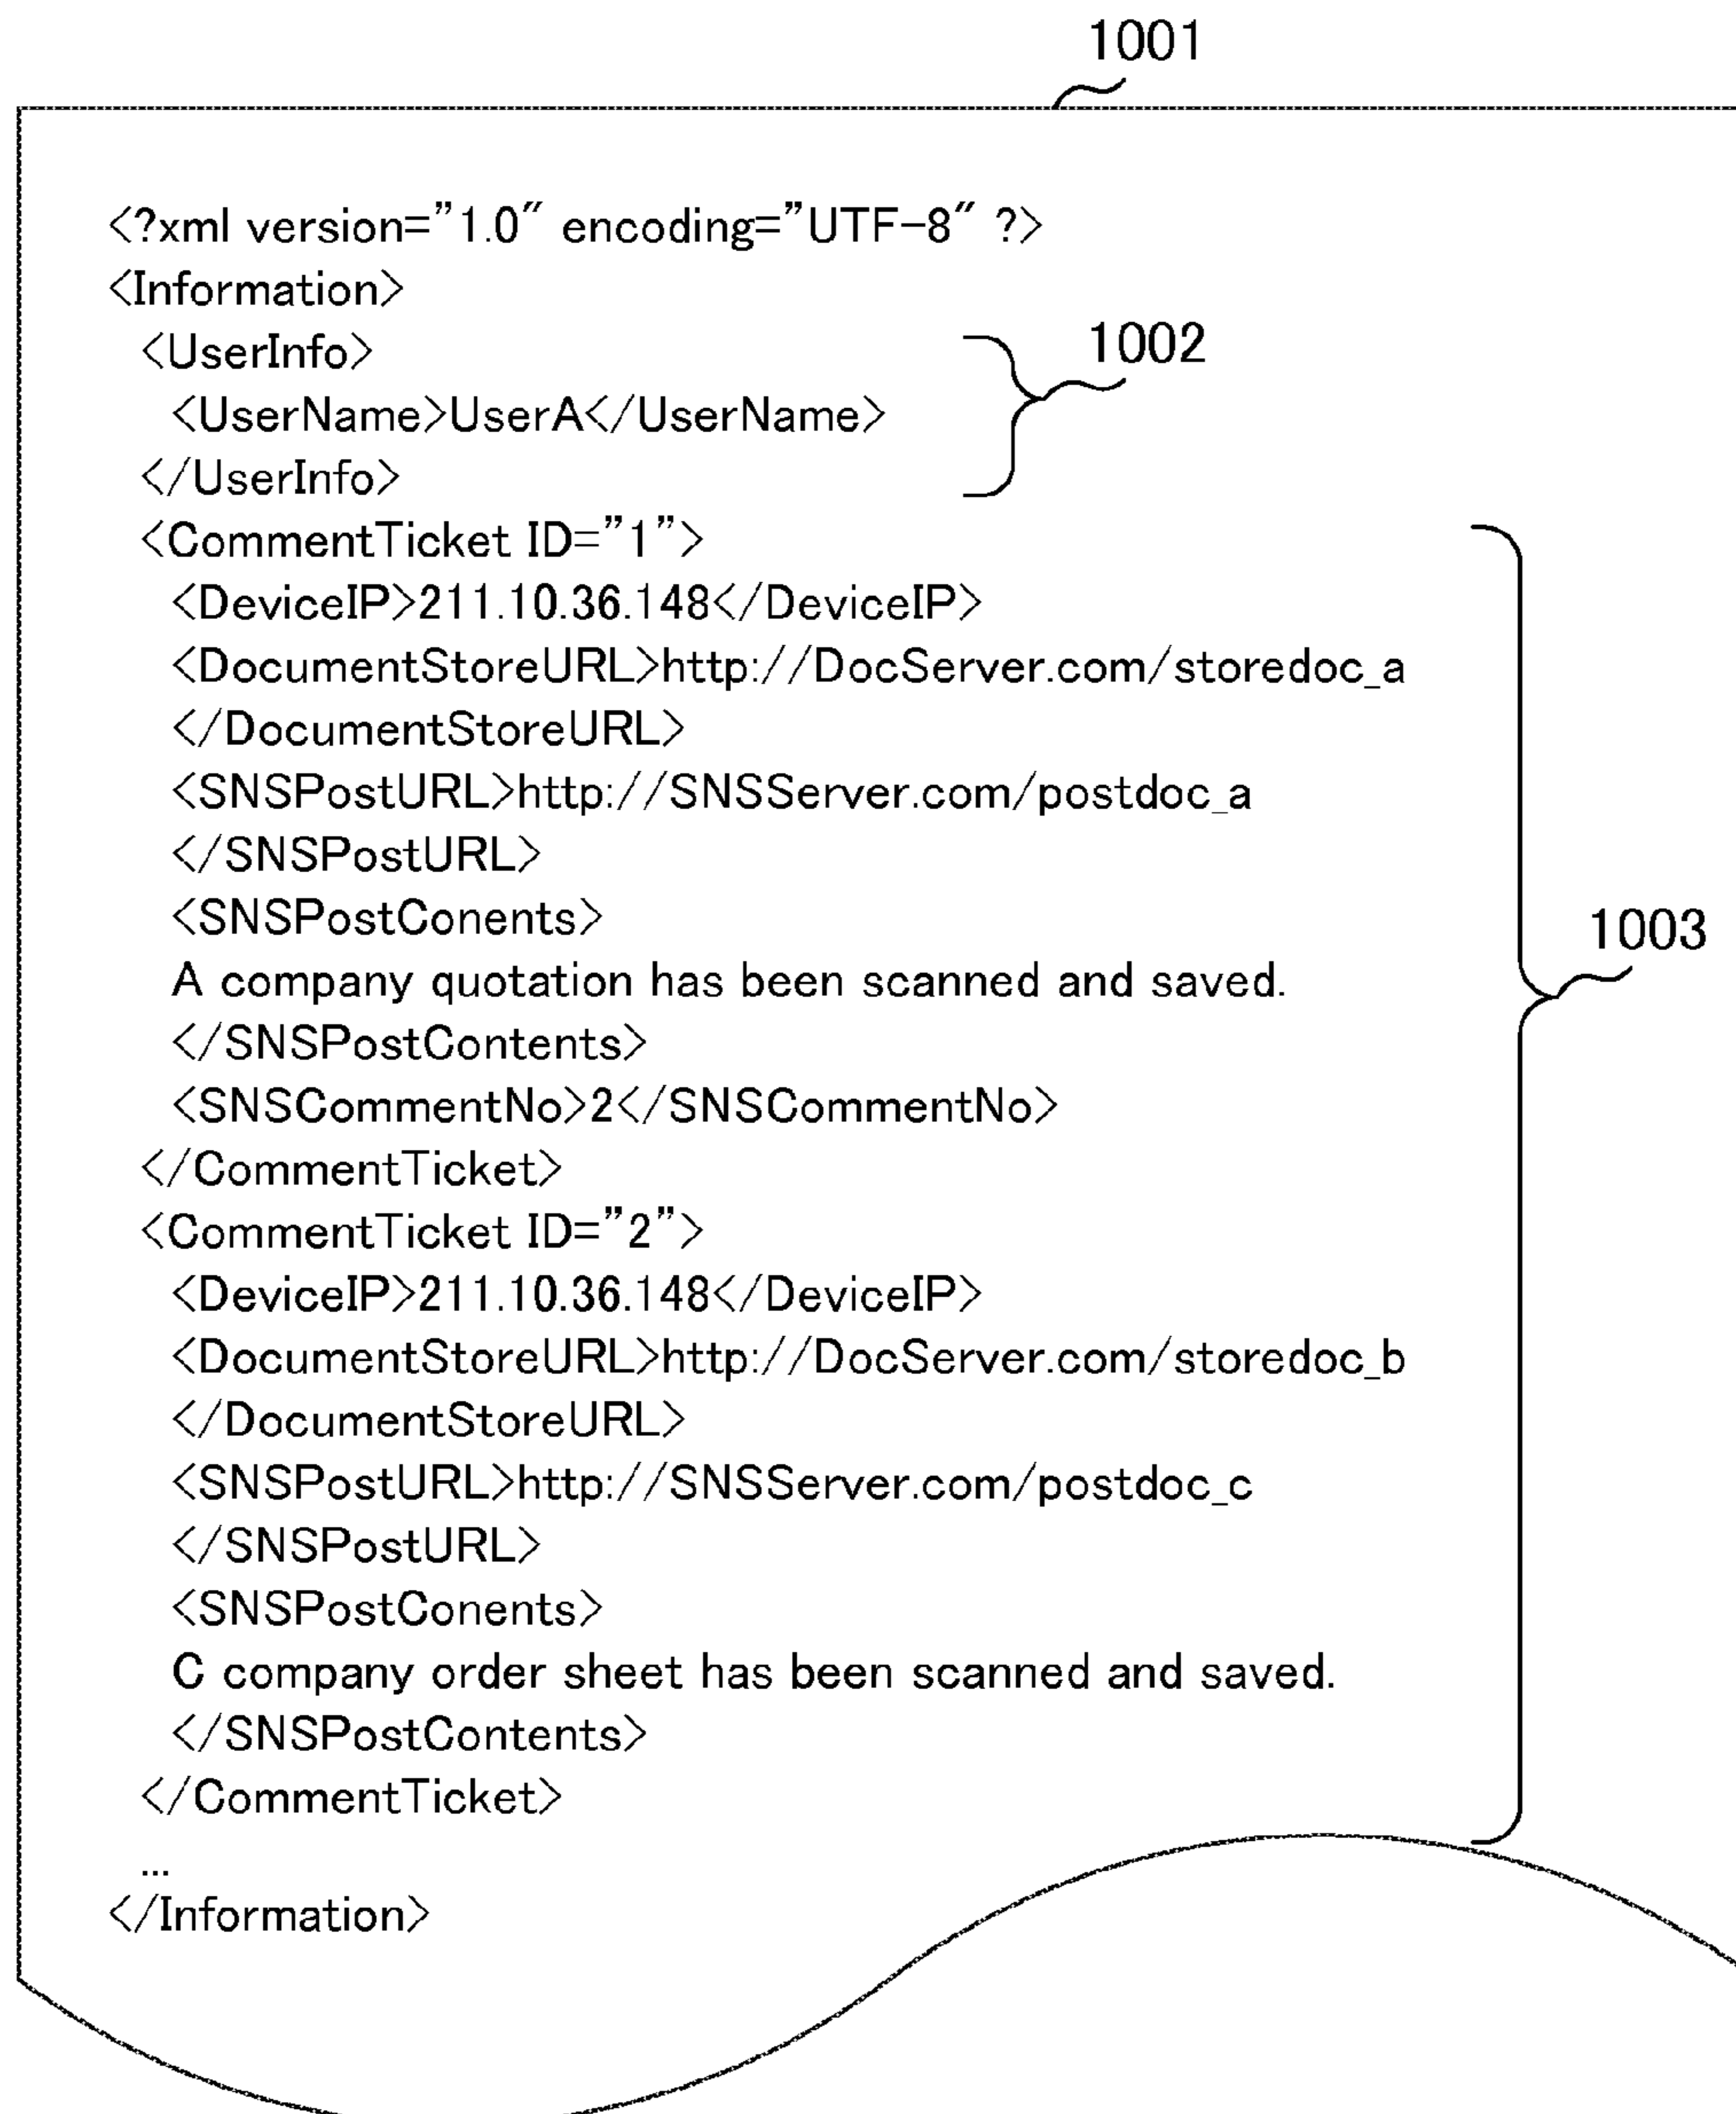 1001
<?xml version="1.0" encoding="UTF-8" ?>
<Information>
<UserInfo>
1002
<UserName>UserA</UserName>
</UserInfo>
<CommentTicket ID="1">
<DeviceIP>211.10.36.148</DeviceIP>
<DocumentStoreURL>http://DocServer.com/storedoc_a
</DocumentStoreURL>
<SNSPostURL>http://SNSServer.com/postdoc_a
</SNSPostURL>
<SNSPostConents>
1003
A company quotation has been scanned and saved.
</SNSPostContents>
<SNSCommentNo>2</SNSCommentNo>
</CommentTicket>
<CommentTicket ID="2">
<DeviceIP>211.10.36.148</DeviceIP>
<DocumentStoreURL>http://DocServer.com/storedoc_b
</DocumentStoreURL>
<SNSPostURL>http://SNSServer.com/postdoc_c
</SNSPostURL>
<SNSPostConents>
C company order sheet has been scanned and saved.
</SNSPostContents>
</CommentTicket>
...
</Information>